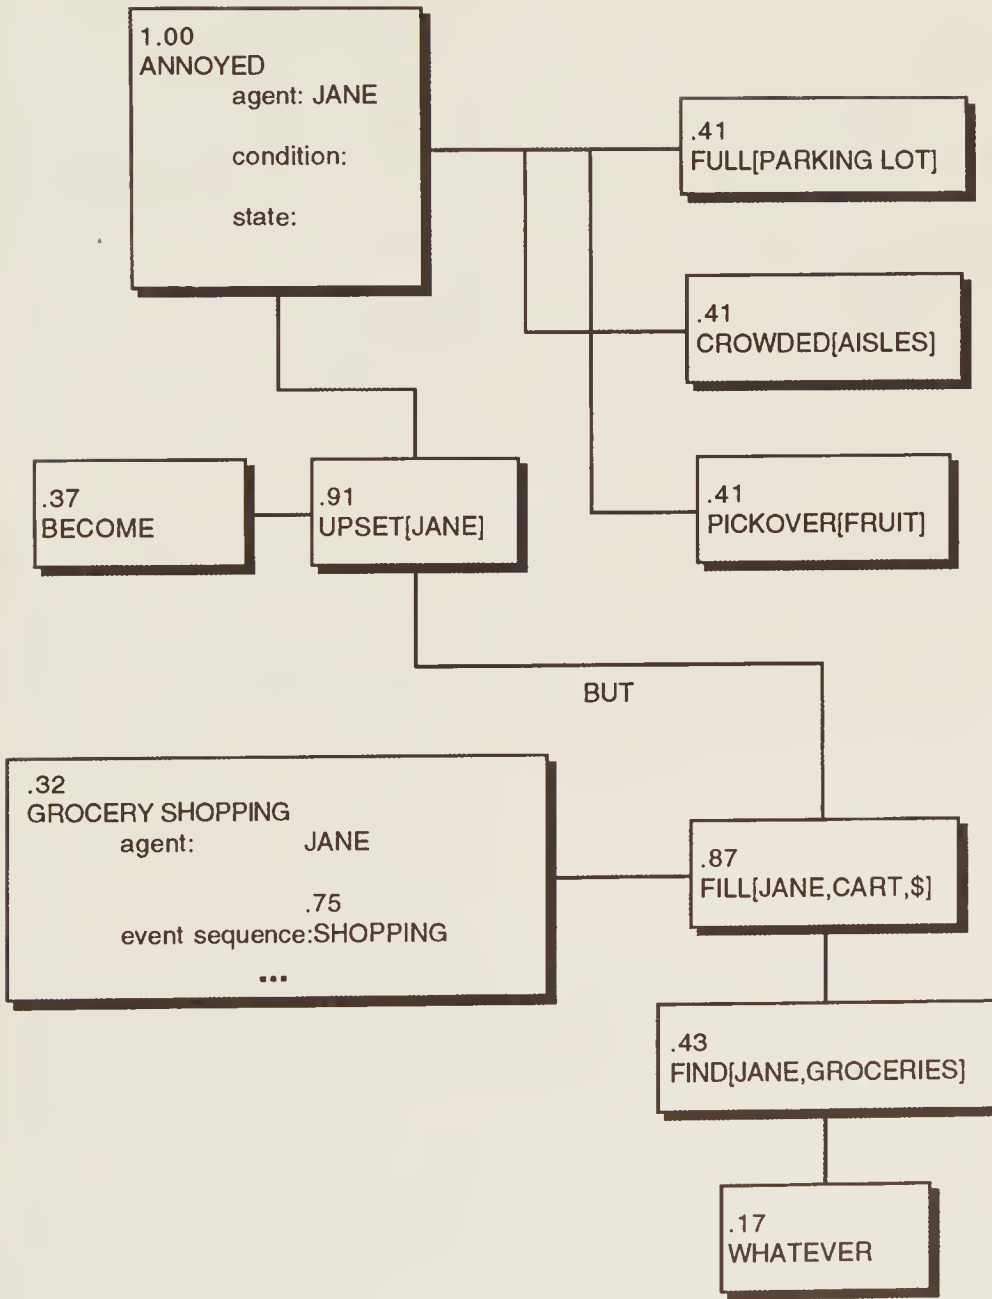 1.00
ANNOYED
agent: JANE
condition:
state:
.41
FULL[PARKING LOT]
.41
CROWDED[AISLES]
.37
BECOME
.91
UPSET[JANE]
.41
PICKOVER[FRUIT]
BUT
.32
GROCERY SHOPPING
agent: JANE
.75
event sequence:SHOPPING
...
.87
FILL[JANE,CART,$]
.43
FIND[JANE,GROCERIES]
.17
WHATEVER